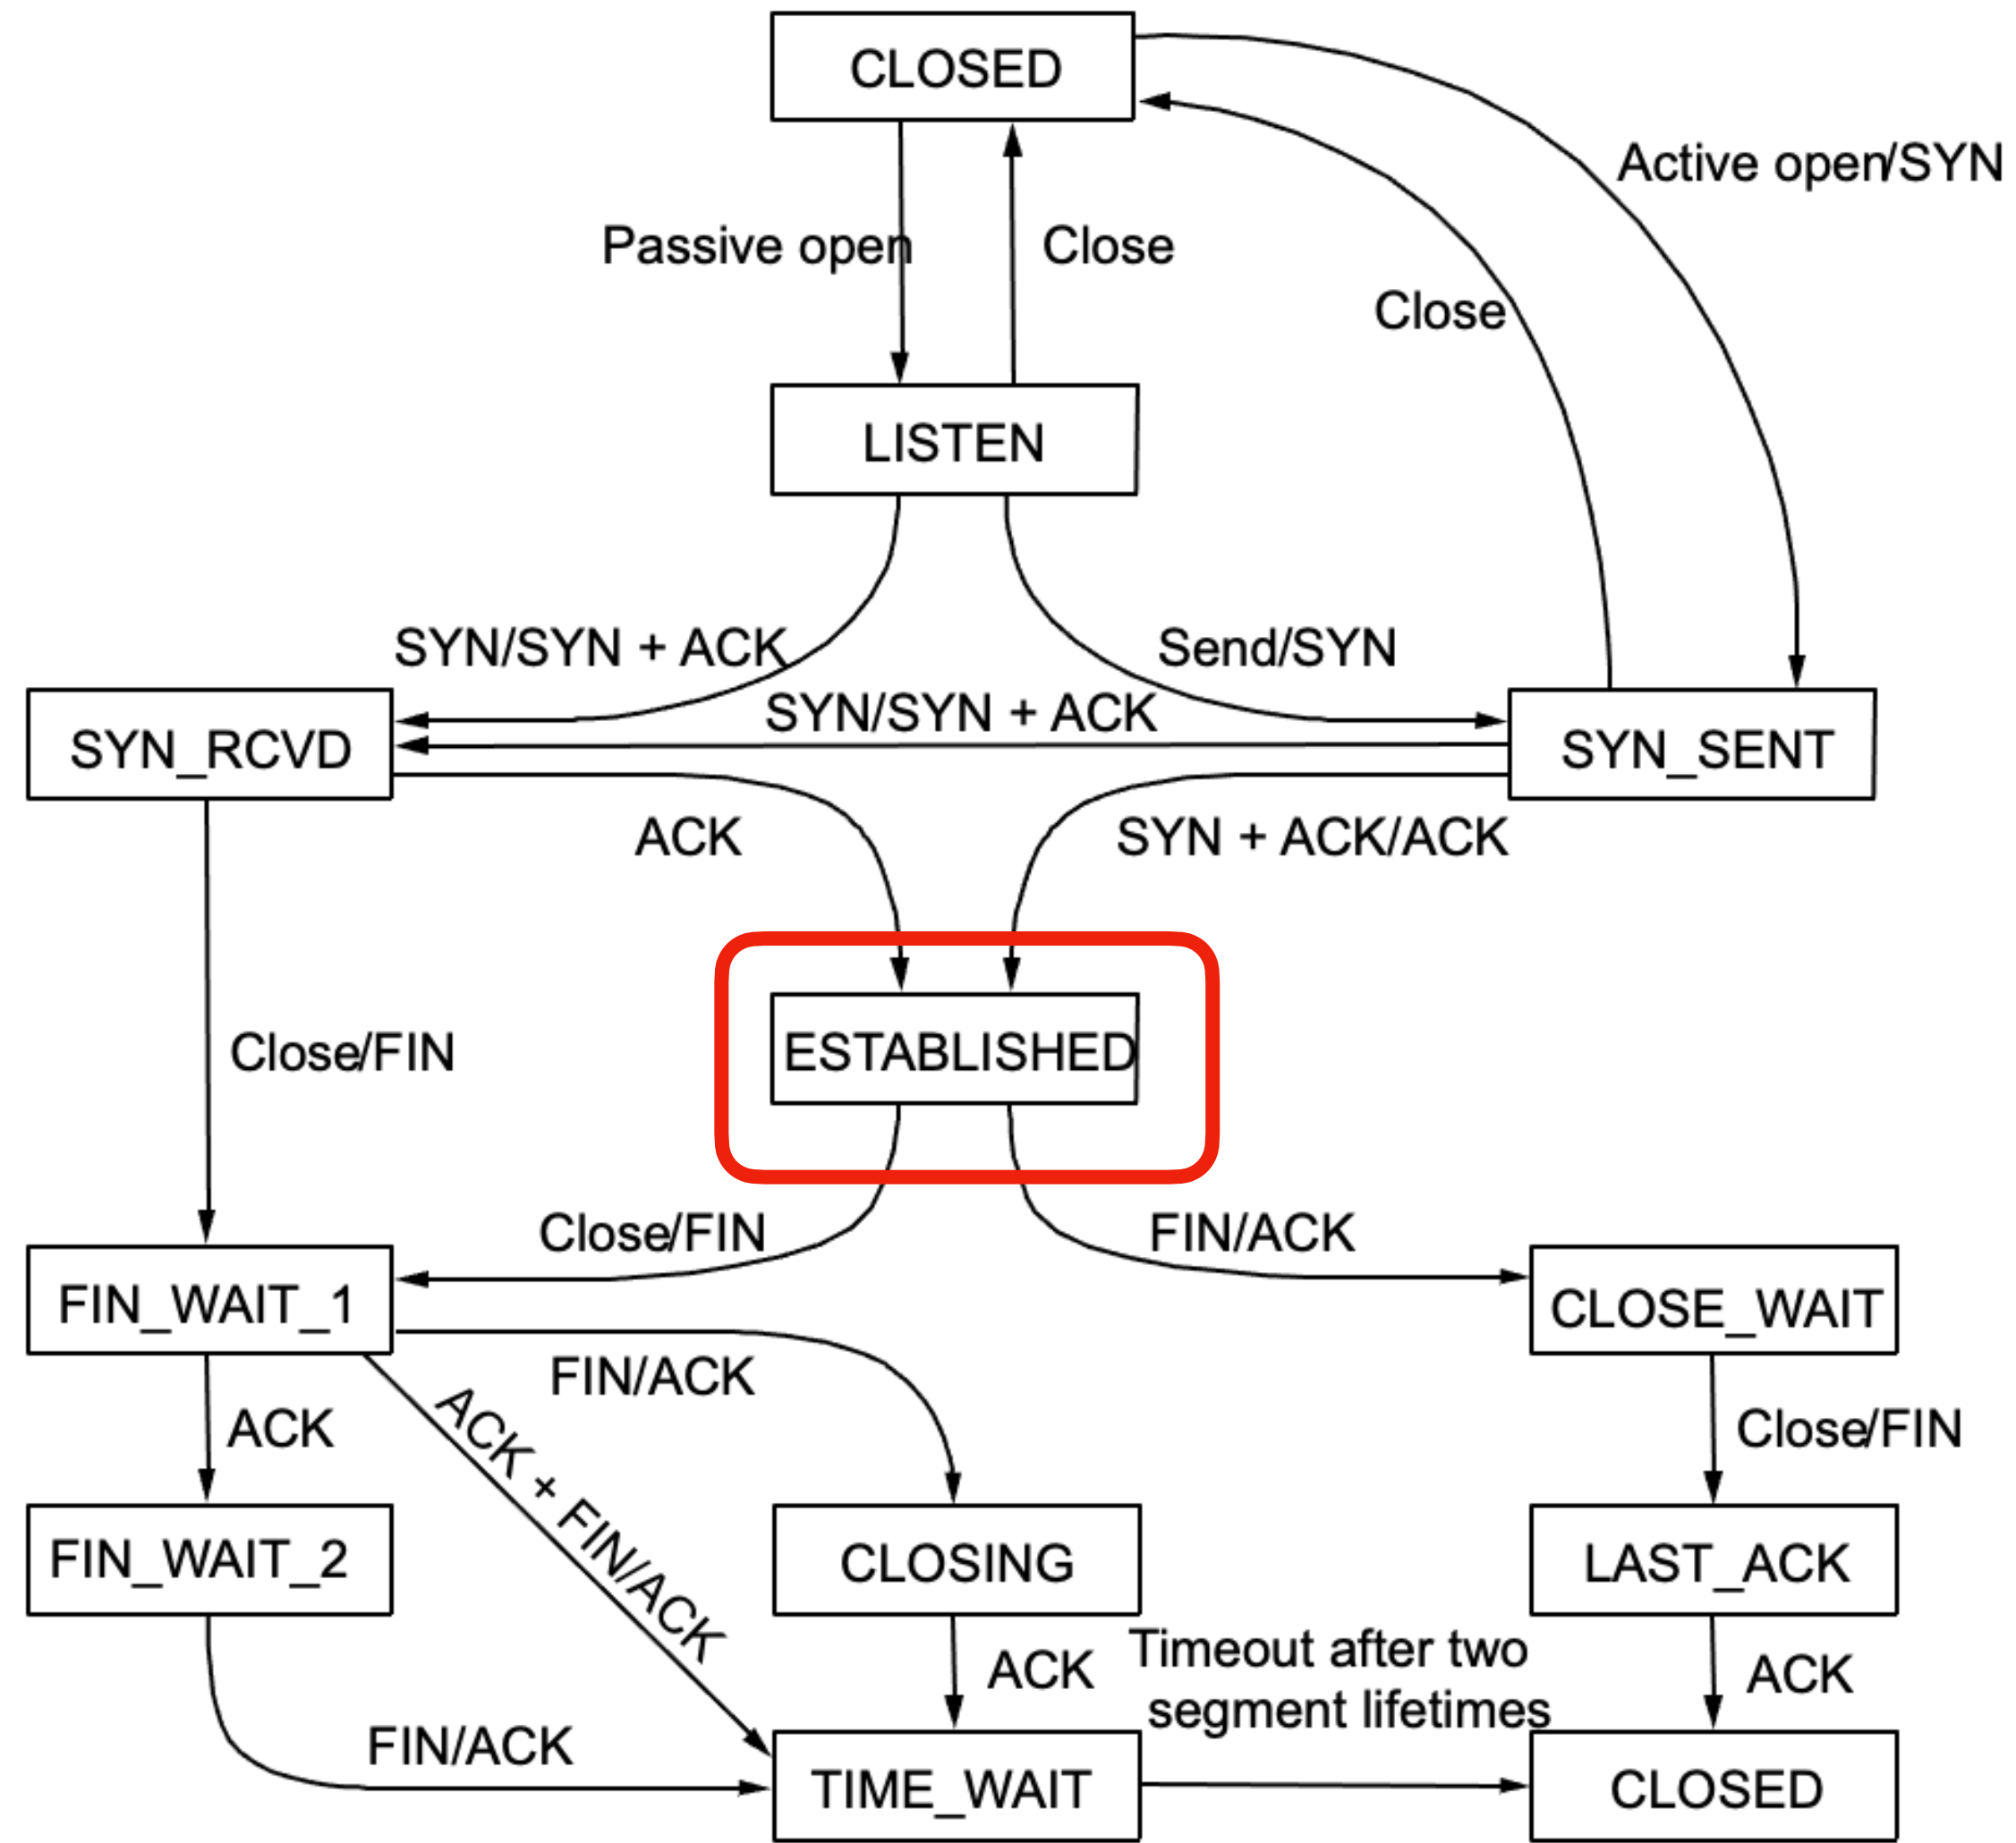 CLOSED
Active open/SYN
Passive open
Close
Close
LISTEN
SYN/SYN + ACK
Send/SYN
SYN/SYN + ACK
SYN_RCVD
SYN_SENT
ACK
SYN + ACK/ACK
Close/FIN
ESTABLISHED
Close/FIN
FIN/ACK
FIN_WAIT_1
CLOSE_WAIT
FIN/ACK
ACK
ACK + FIN/ACK
Close/FIN
FIN_WAIT_2
CLOSING
LAST_ACK
ACK
Timeout after two
segment lifetimes
ACK
FIN/ACK
TIME_WAIT
CLOSED